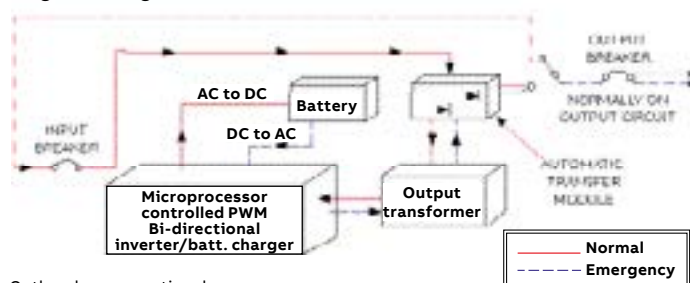 AC to DC
Battery
DC to AC
INPUT
BREAKER
OUTPUT
BREAKER
NORMALLY ON
OUTPUT CIRCUIT
AUTOMATIC
TRANSFER
MODULE
Microprocessor
controlled PWM
Bi-directional
inverter/batt. charger
Output
transformer
Normal
Emergency